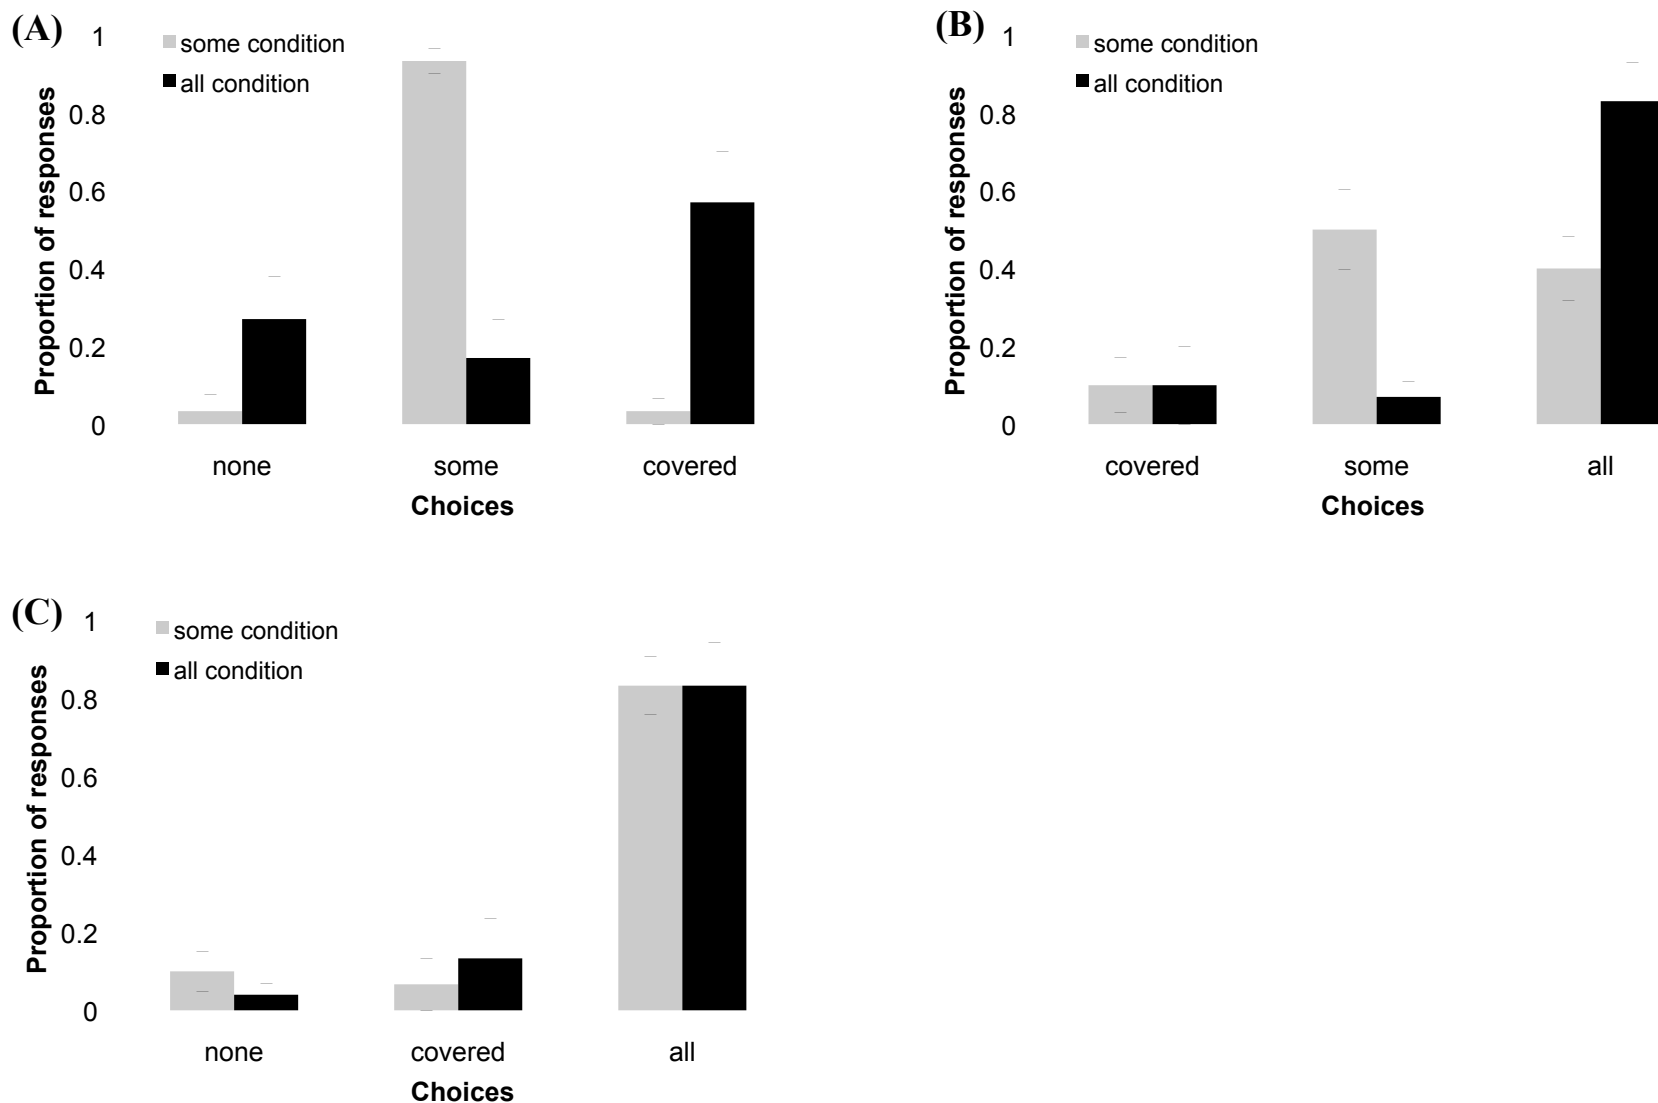 (A)
some condition
all condition
Proportion of responses
1
0.8
0.6
0.4
0.2
0
none some covered
Choices
(B)
some condition
all condition
Proportion of responses
1
0.8
0.6
0.4
0.2
0
covered some all
Choices
(C)
some condition
all condition
Proportion of responses
1
0.8
0.6
0.4
0.2
0
none covered all
Choices